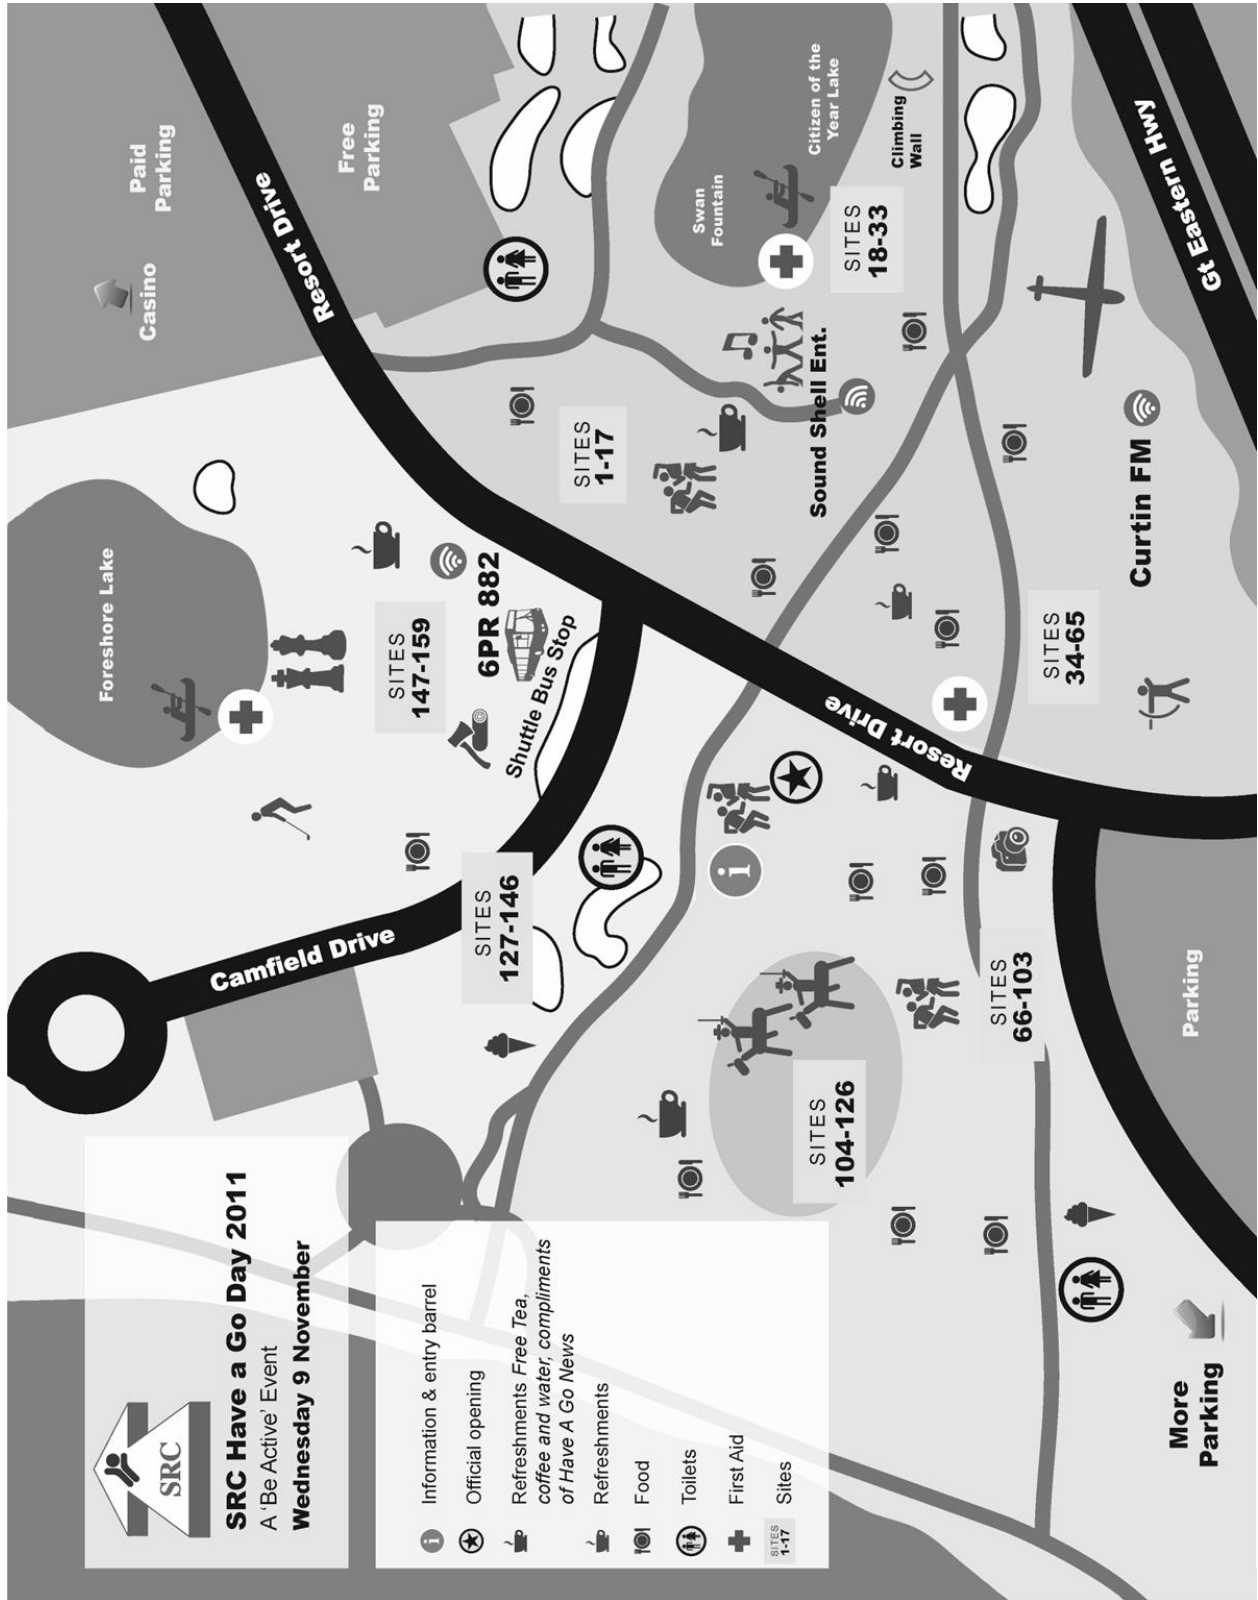 SRC
SRC Have a Go Day 2011
A 'Be Active' Event
Wednesday 9 November
Information & entry barrel
Official opening
Refreshments Free Tea,
coffee and water, compliments
of Have A Go News
Refreshments
Food
Toilets
First Aid
SITES
1-17
Sites
Camfield Drive
Foreshore Lake
Casino
Paid
Parking
Resort Drive
Free
Parking
SITES
147-159
6PR 882
Shuttle Bus Stop
SITES
127-146
SITES
1-17
Swan
Fountain
Citizen of the
Year Lake
Climbing
Wall
SITES
18-33
Sound Shell Ent.
Resort Drive
i
SITES
104-126
SITES
66-103
SITES
34-65
Curtin FM
Gt Eastern Hwy
Parking
More
Parking